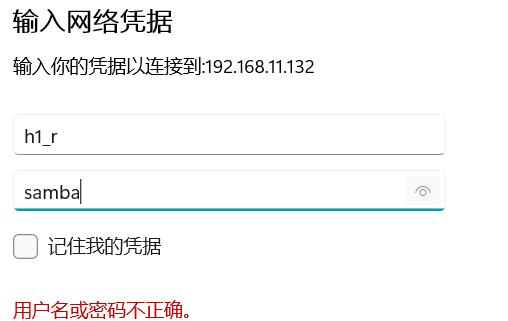 输入网络凭据
输入你的凭据以连接到:192.168.11.132
h1_r
samba
记住我的凭据
用户名或密码不正确。